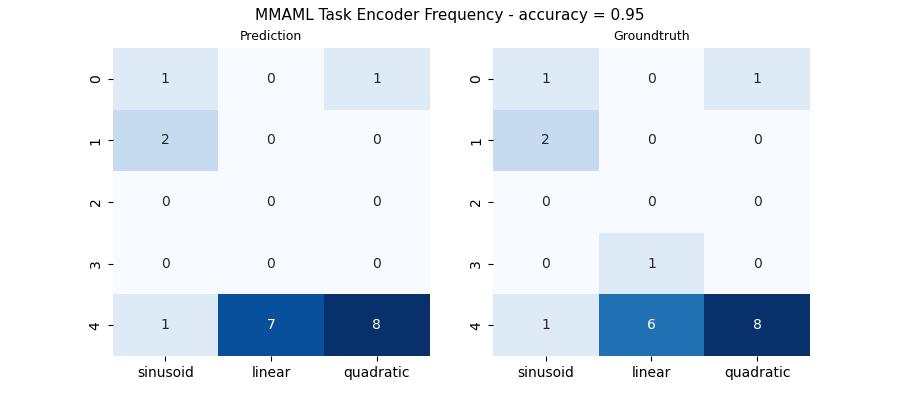 MMAML Task Encoder Frequency - accuracy = 0.95
Prediction
Groundtruth
0 1 0 1
1 2 0 0
2 0 0 0
3 0 0 0
4 1 7 8
sinusoid linear quadratic
0 1 0 1
1 2 0 0
2 0 0 0
3 0 1 0
4 1 6 8
sinusoid linear quadratic